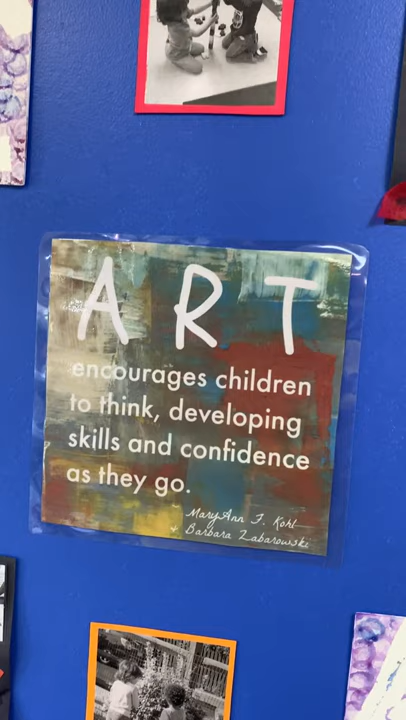 ART
encourages children
to think, developing
skills and confidence
as they go.
~ MaryAnn F. Kohl
+ Barbara Zabarowski